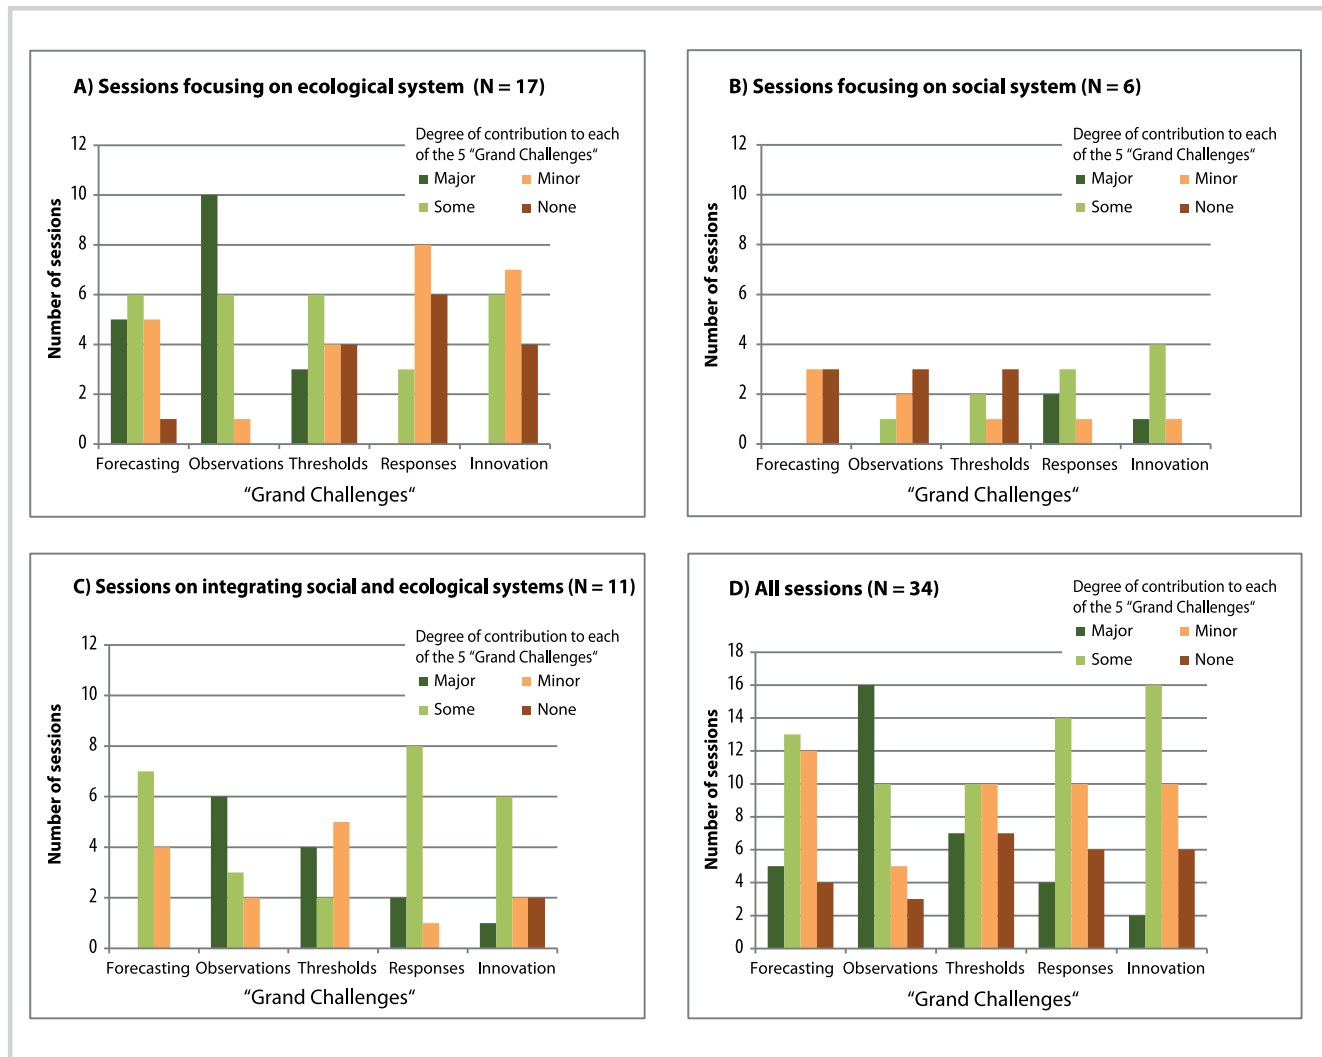 A) Sessions focusing on ecological system (N = 17)
Degree of contribution to each
of the 5 “Grand Challenges“
Major
Minor
Some
None
Number of sessions
12
10
8
6
4
2
0
Forecasting
Observations
Thresholds
Responses
Innovation
“Grand Challenges“
B) Sessions focusing on social system (N = 6)
Degree of contribution to each
of the 5 “Grand Challenges“
Major
Minor
Some
None
Number of sessions
12
10
8
6
4
2
0
Forecasting
Observations
Thresholds
Responses
Innovation
“Grand Challenges“
C) Sessions on integrating social and ecological systems (N = 11)
Degree of contribution to each
of the 5 “Grand Challenges“
Major
Minor
Some
None
Number of sessions
12
10
8
6
4
2
0
Forecasting
Observations
Thresholds
Responses
Innovation
“Grand Challenges“
D) All sessions (N = 34)
Degree of contribution to each
of the 5 “Grand Challenges“
Major
Minor
Some
None
Number of sessions
18
16
14
12
10
8
6
4
2
0
Forecasting
Observations
Thresholds
Responses
Innovation
“Grand Challenges“